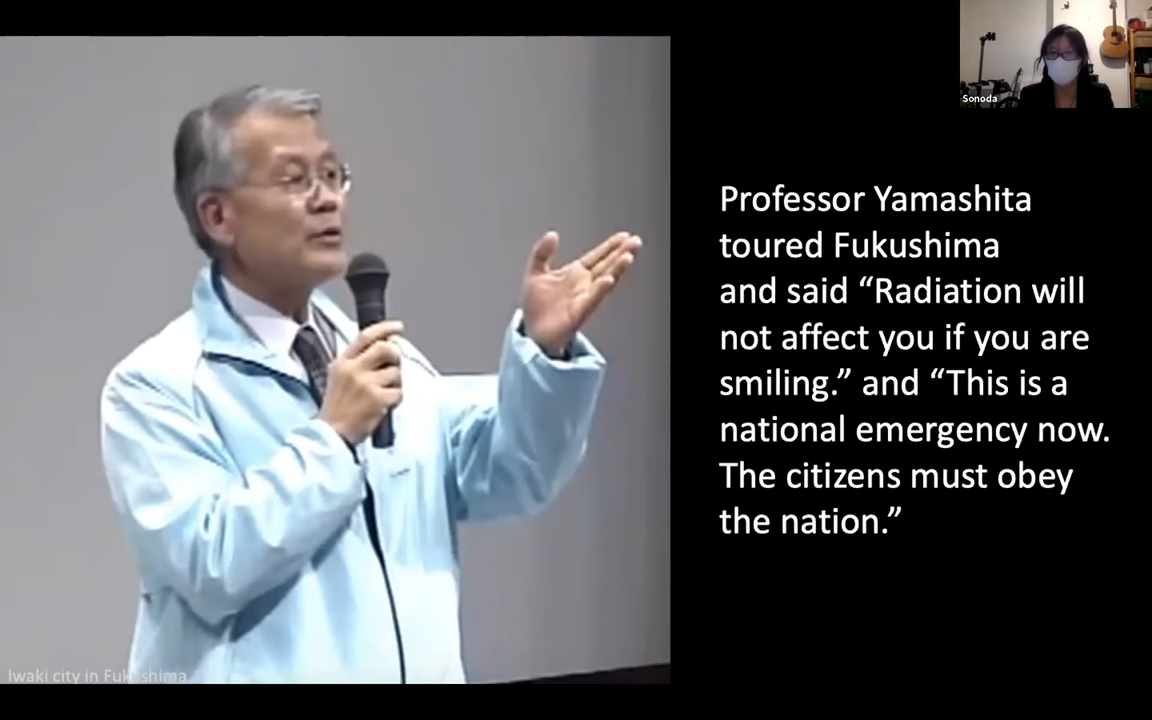 Sonoda
Professor Yamashita
toured Fukushima
and said “Radiation will
not affect you if you are
smiling.” and “This is a
national emergency now.
The citizens must obey
the nation.”
Iwaki city in Fukushima